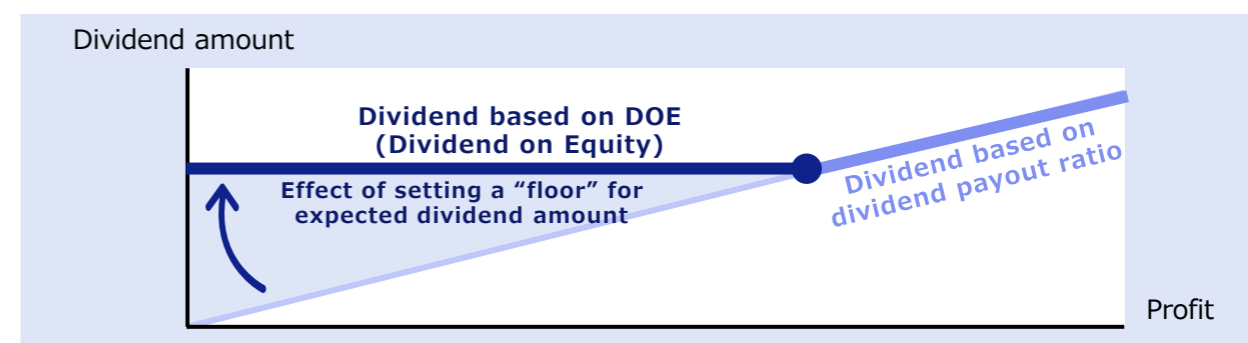 Dividend amount
Dividend based on DOE
(Dividend on Equity)
Effect of setting a “floor” for
expected dividend amount
Dividend based on
dividend payout ratio
Profit